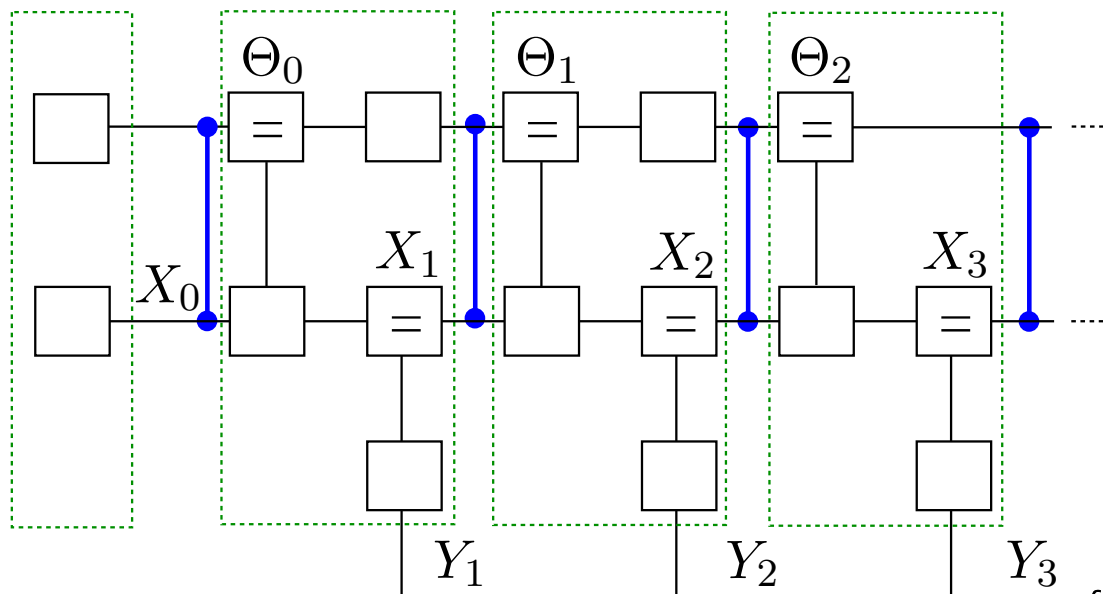 Θ₀ Θ₁ Θ₂
= = =
X₀ X₁ X₂ X₃
= = =
Y₁ Y₂ Y₃